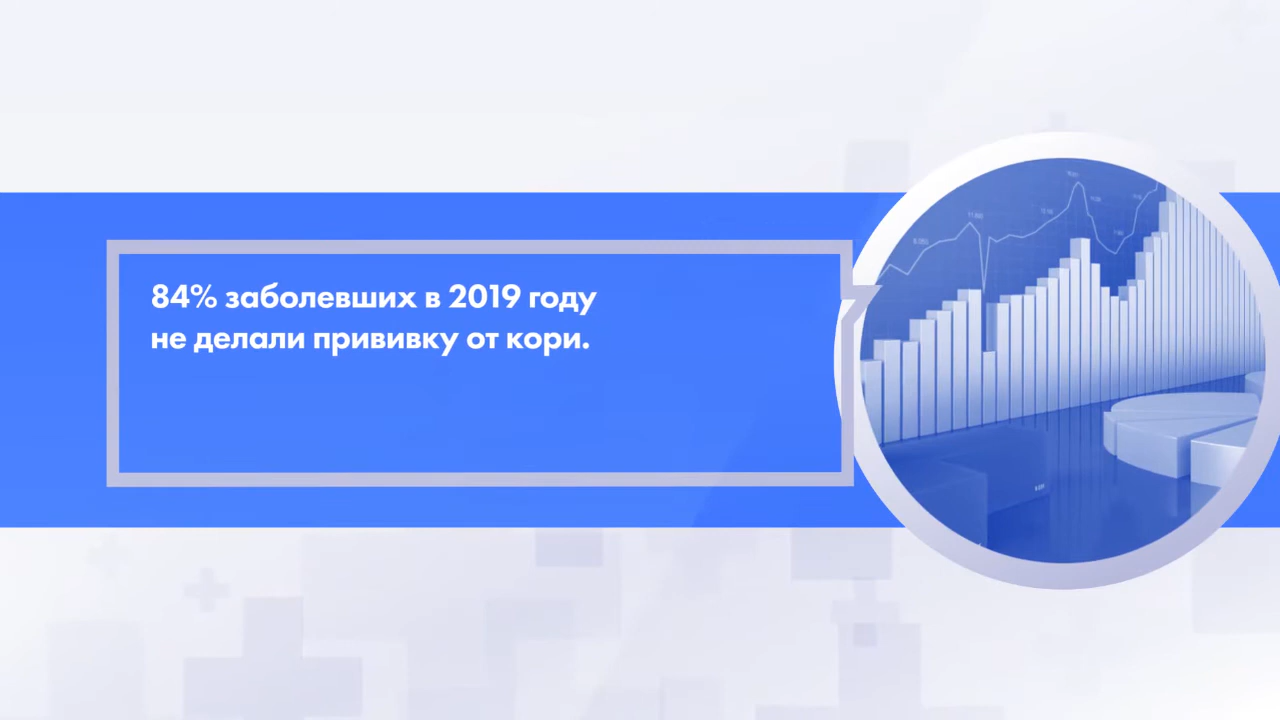 84% заболевших в 2019 году
не делали прививку от кори.